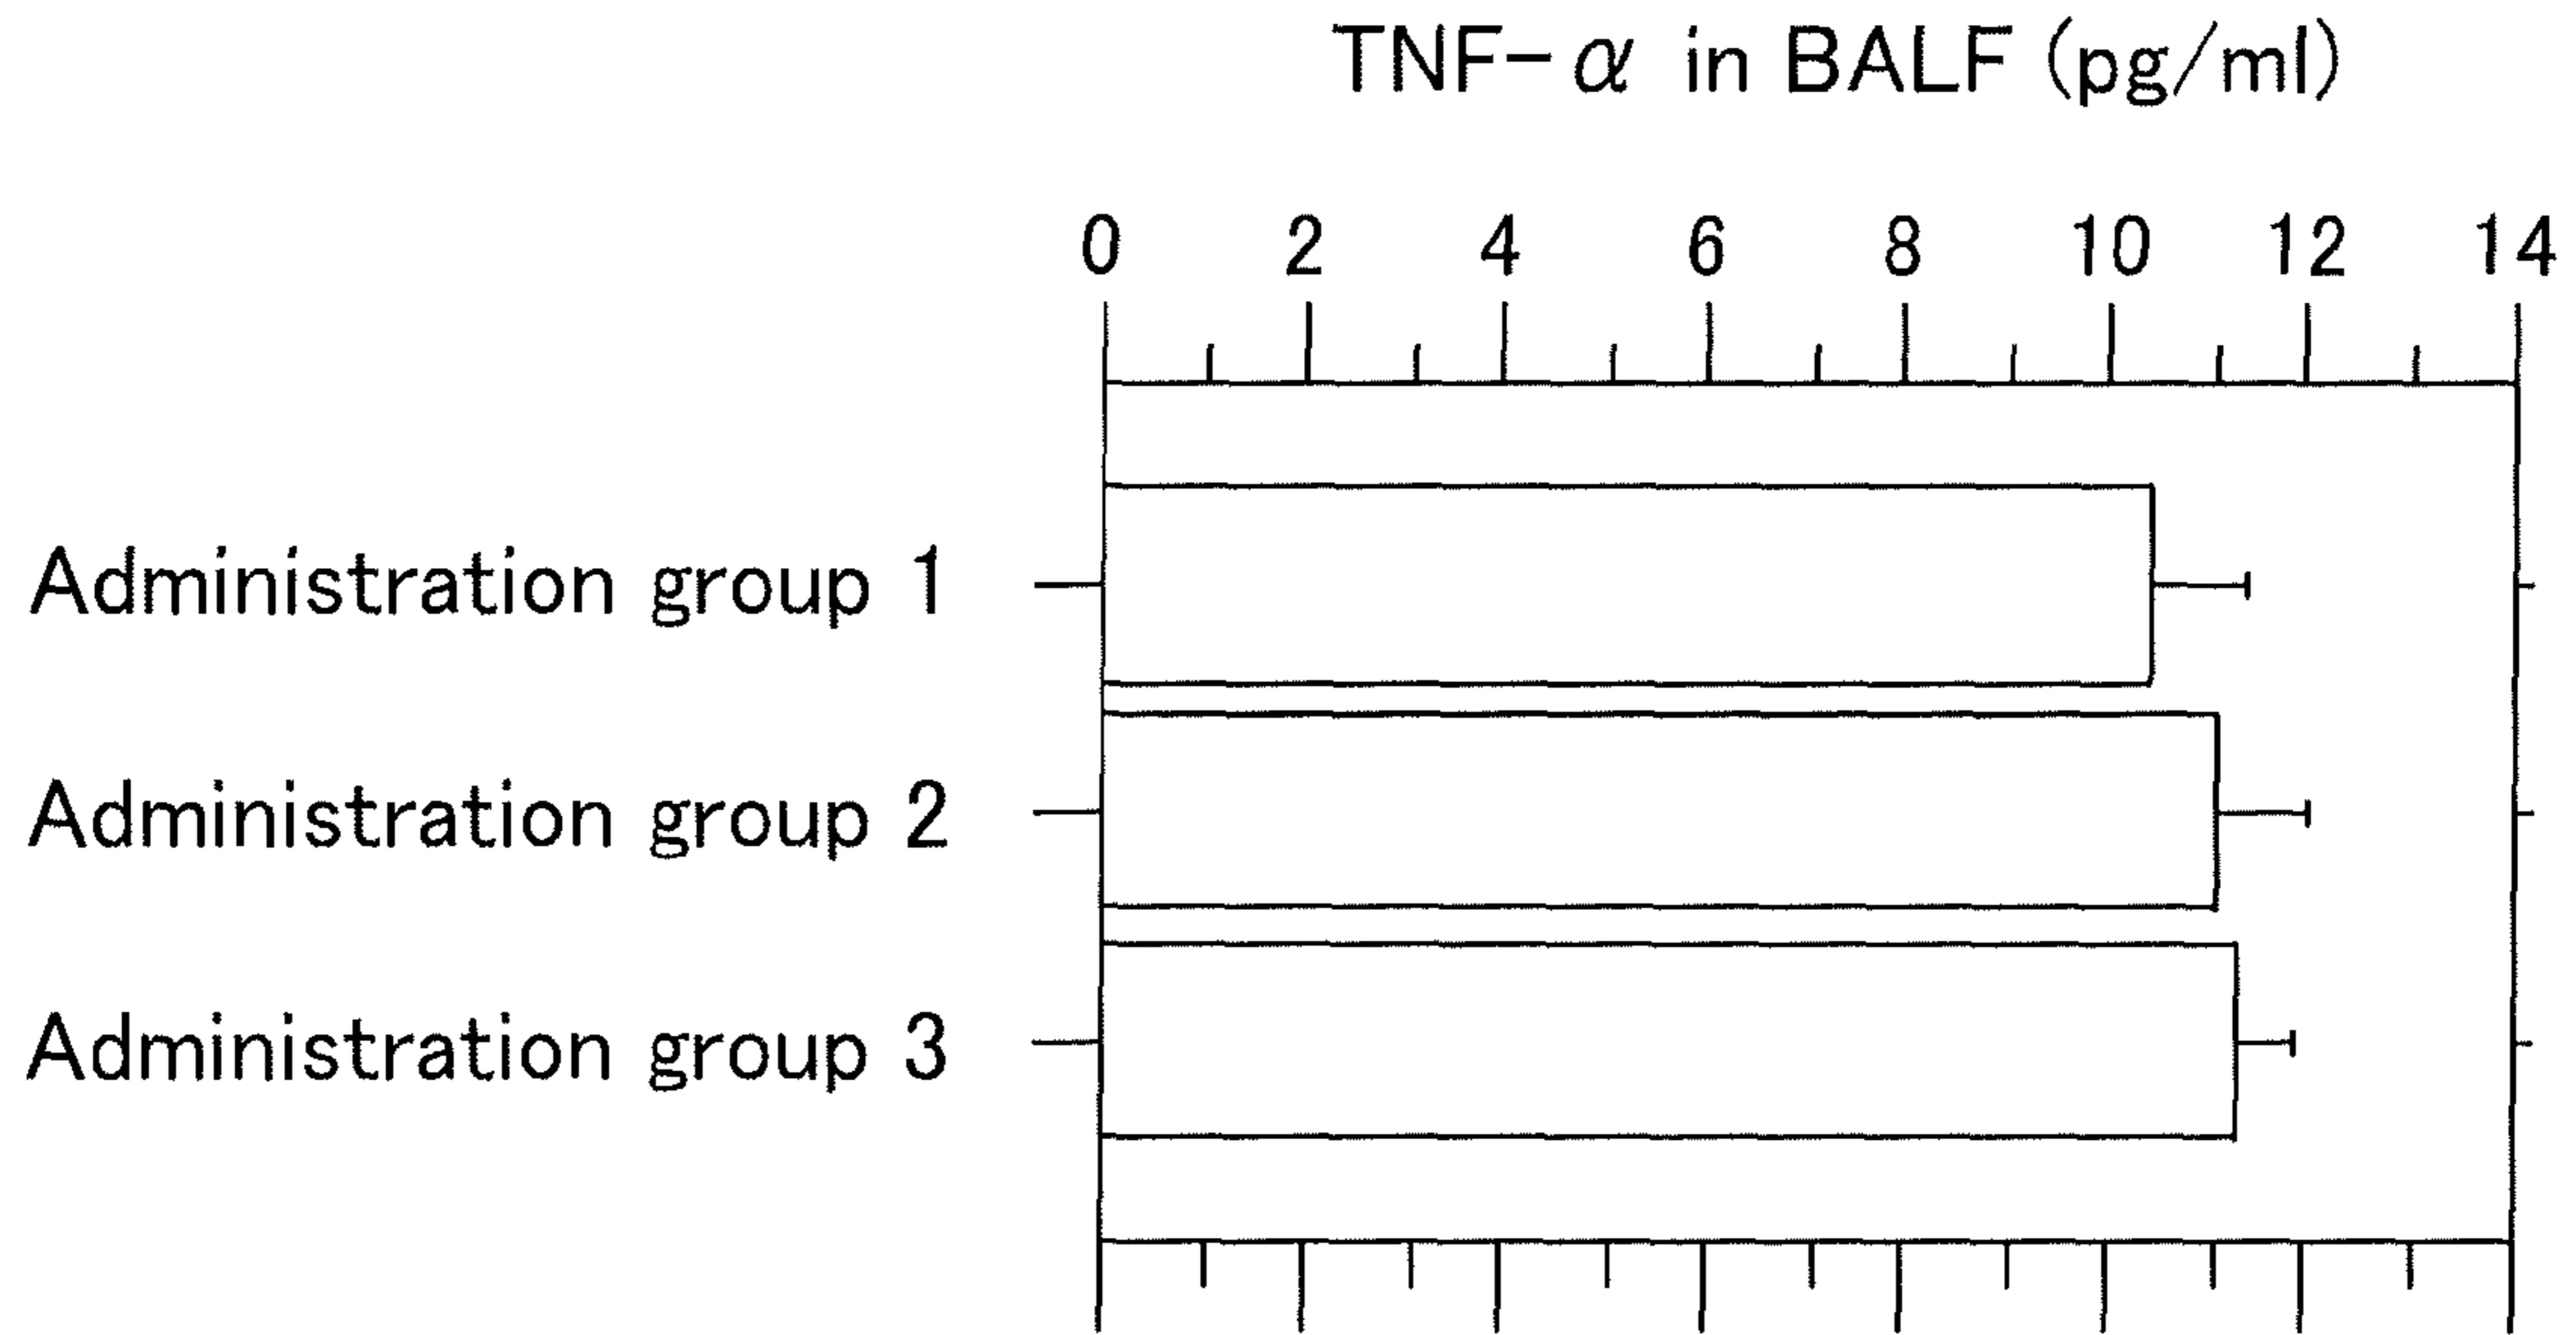 TNF-α in BALF (pg/ml)
0 2 4 6 8 10 12 14
Administration group 1
Administration group 2
Administration group 3